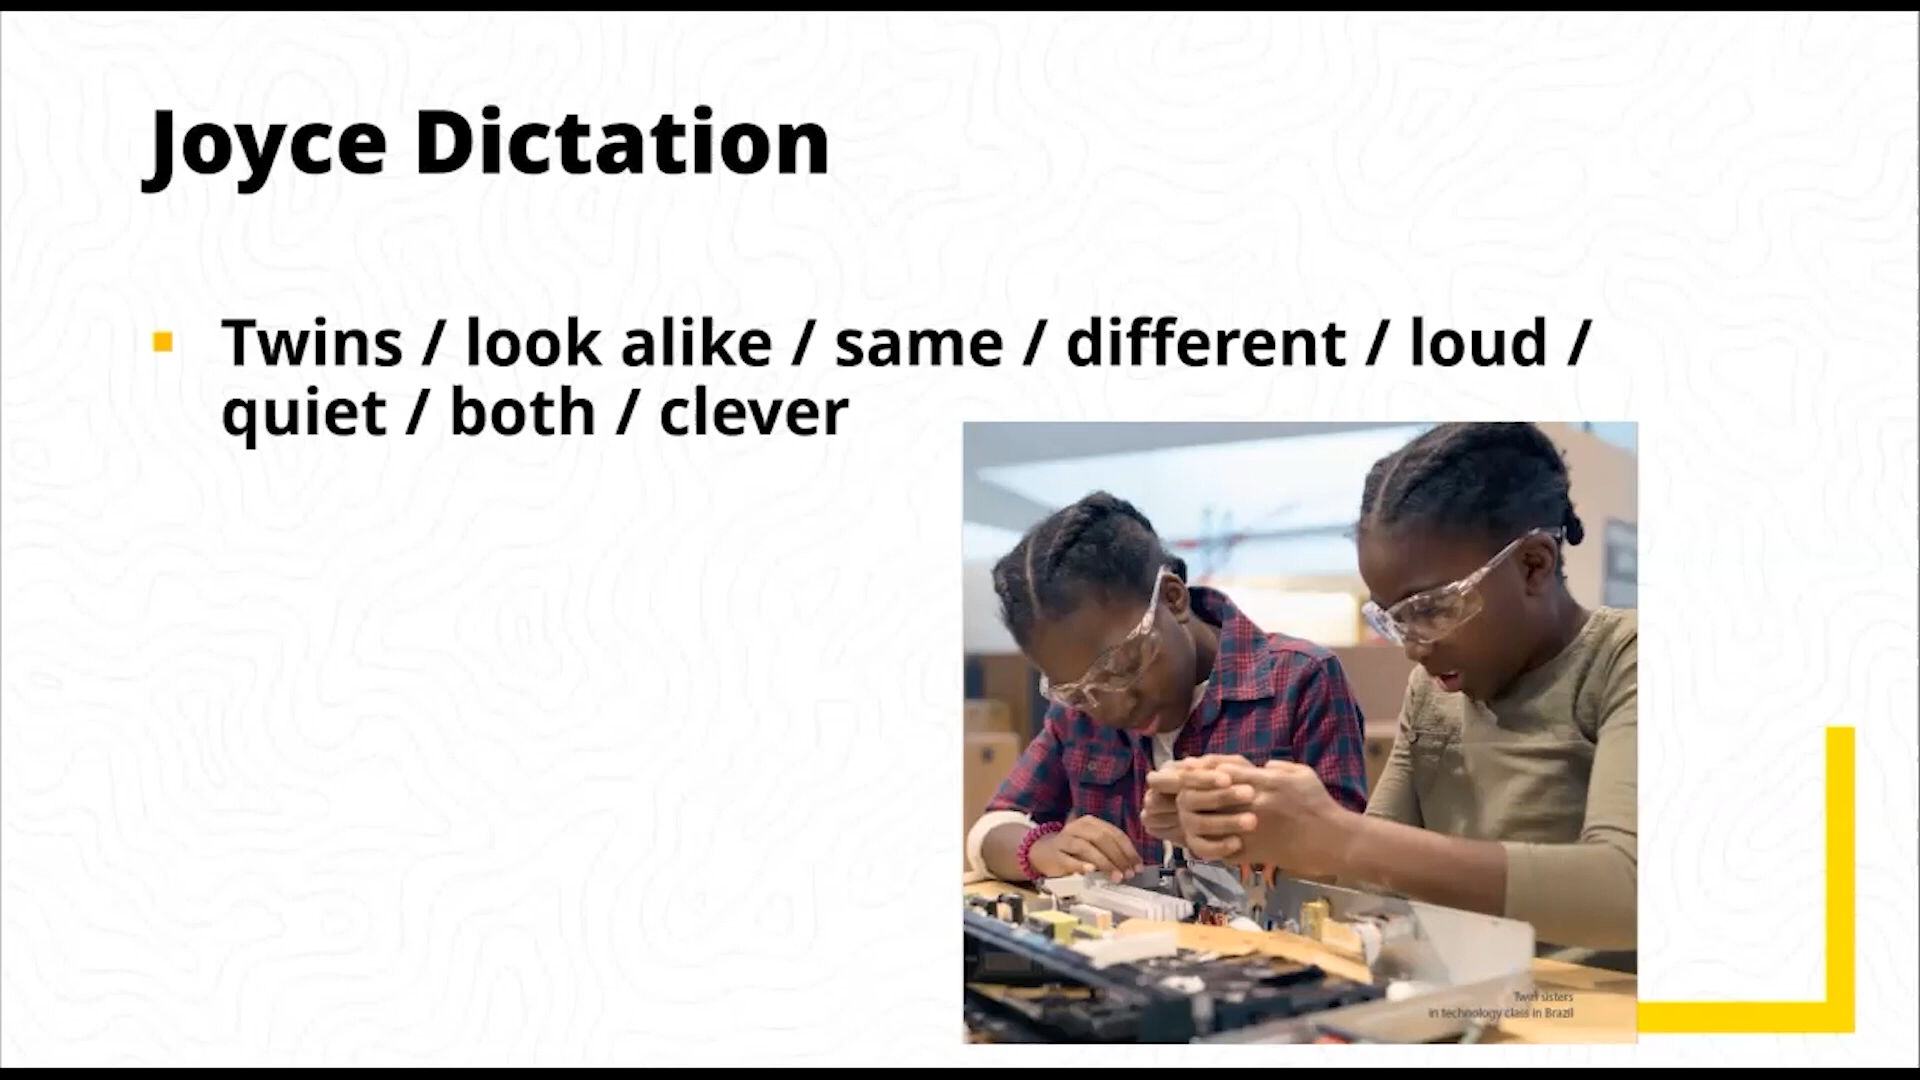 Joyce Dictation
Twins / look alike / same / different / loud /
quiet / both / clever
Twin sisters
in technology class in Brazil